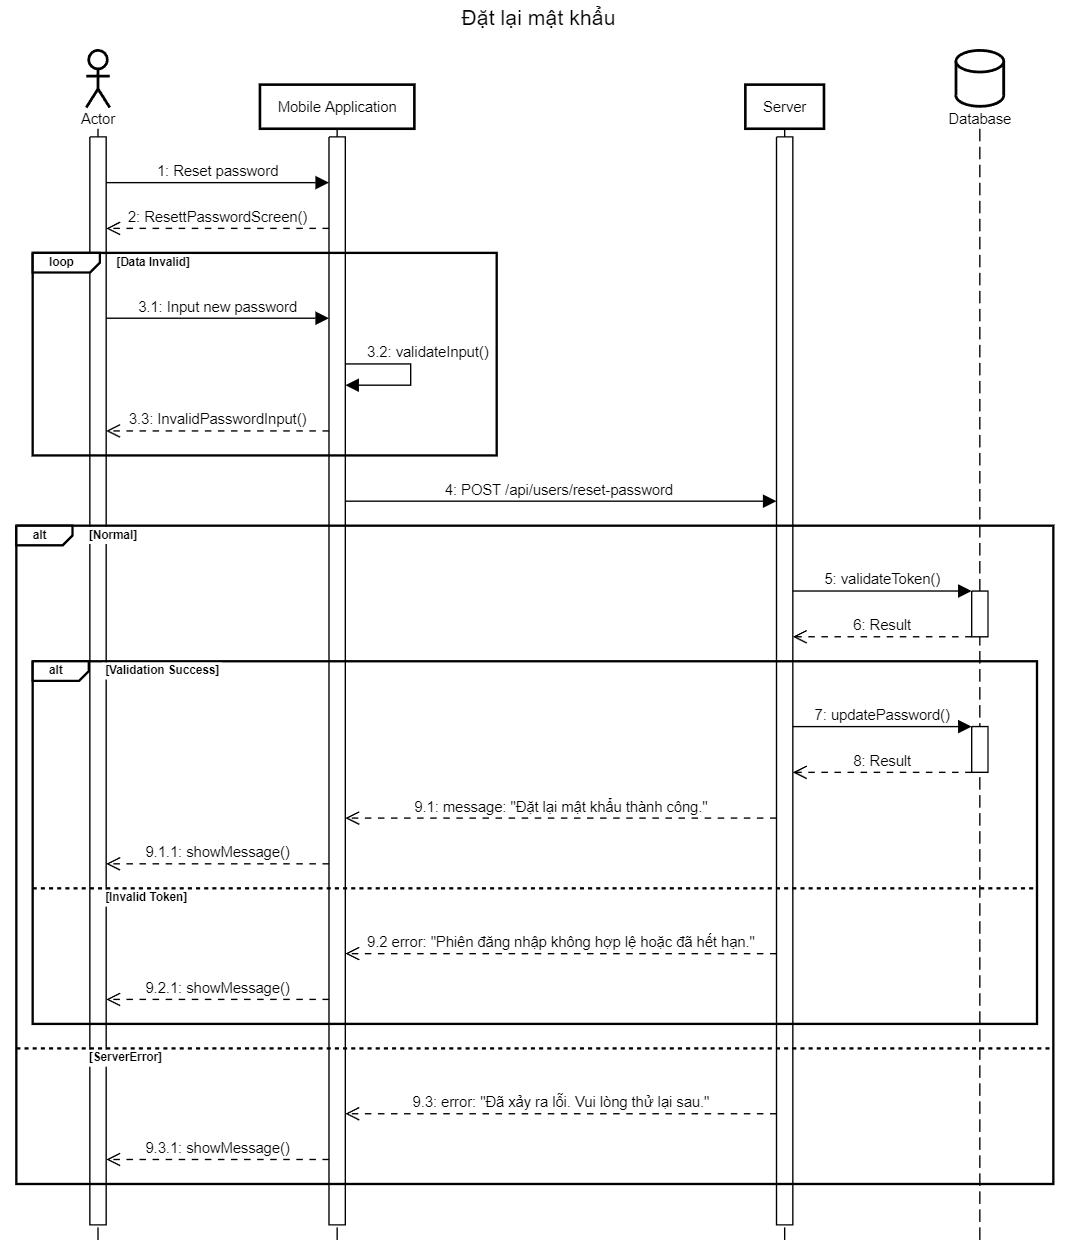 Đặt lại mật khẩu
Actor
Mobile Application
Server
Database
1: Reset password
2: ResettPasswordScreen()
loop
[Data Invalid]
3.1: Input new password
3.2: validateInput()
3.3: InvalidPasswordInput()
4: POST /api/users/reset-password
alt
[Normal]
5: validateToken()
6: Result
alt
[Validation Success]
7: updatePassword()
8: Result
9.1: message: "Đặt lại mật khẩu thành công."
9.1.1: showMessage()
[Invalid Token]
9.2 error: "Phiên đăng nhập không hợp lệ hoặc đã hết hạn."
9.2.1: showMessage()
[ServerError]
9.3: error: "Đã xảy ra lỗi. Vui lòng thử lại sau."
9.3.1: showMessage()